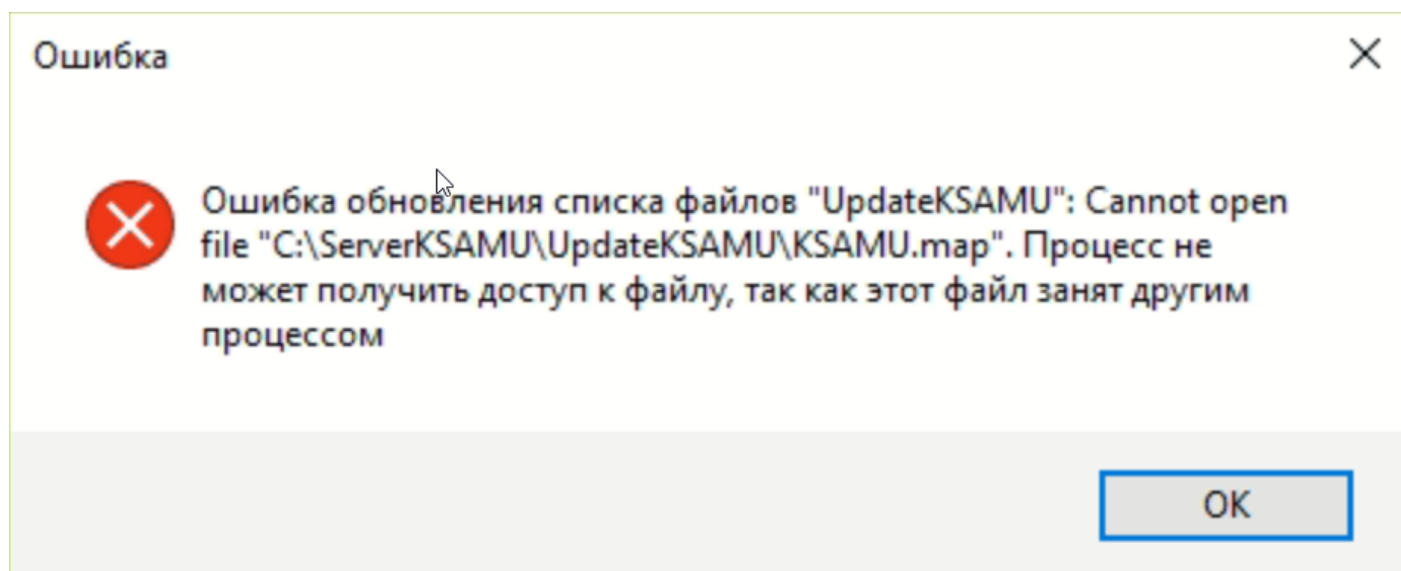 Ошибка
Ошибка обновления списка файлов "UpdateKSAMU": Cannot open
file "C:\ServerKSAMU\UpdateKSAMU\KSAMU.map". Процесс не
может получить доступ к файлу, так как этот файл занят другим
процессом
ОК